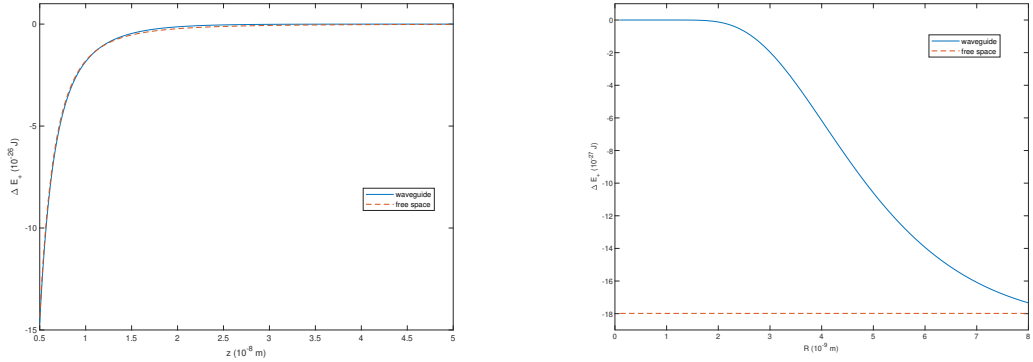 0
-5
-10
-15
Δ E₊ (10⁻²⁶ J)
waveguide
free space
0.5 1 1.5 2 2.5 3 3.5 4 4.5 5
z (10⁻⁸ m)
0
-2
-4
-6
-8
-10
-12
-14
-16
-18
Δ E₊ (10⁻²⁷ J)
waveguide
free space
0 1 2 3 4 5 6 7 8
R (10⁻⁹ m)